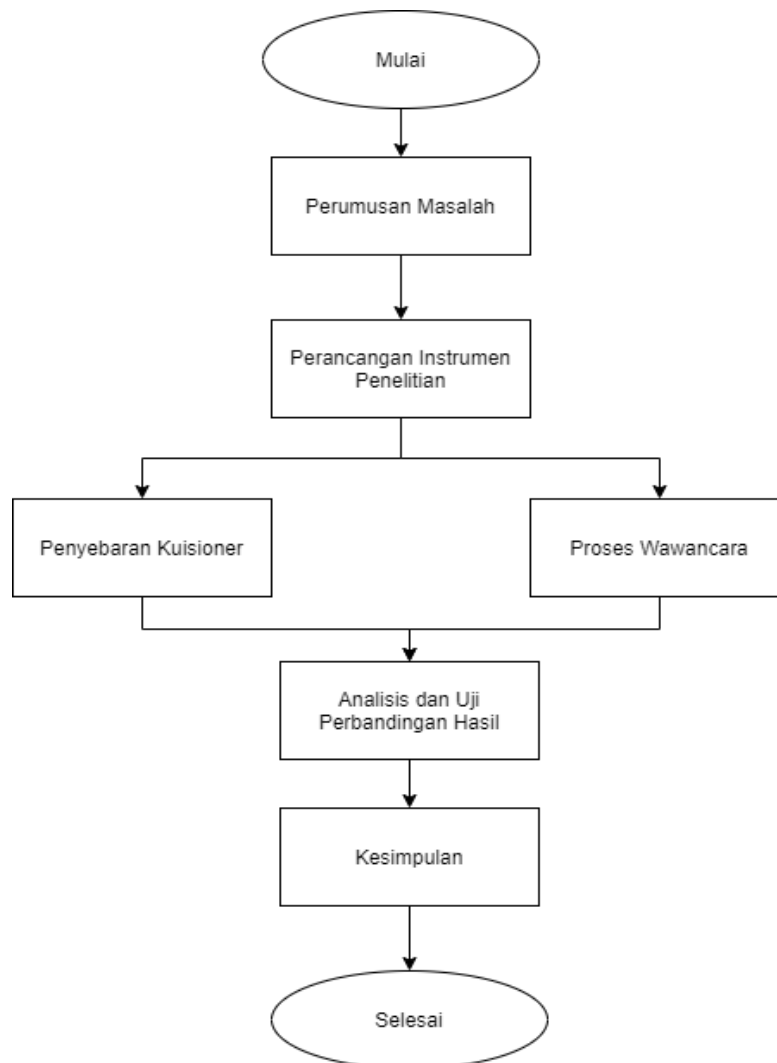 Mulai
Perumusan Masalah
Perancangan Instrumen
Penelitian
Penyebaran Kuisioner
Proses Wawancara
Analisis dan Uji
Perbandingan Hasil
Kesimpulan
Selesai